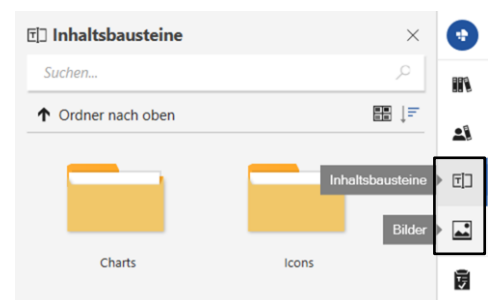 Inhaltsbausteine
Suchen...
Ordner nach oben
Inhaltsbausteine
Bilder
Charts
Icons